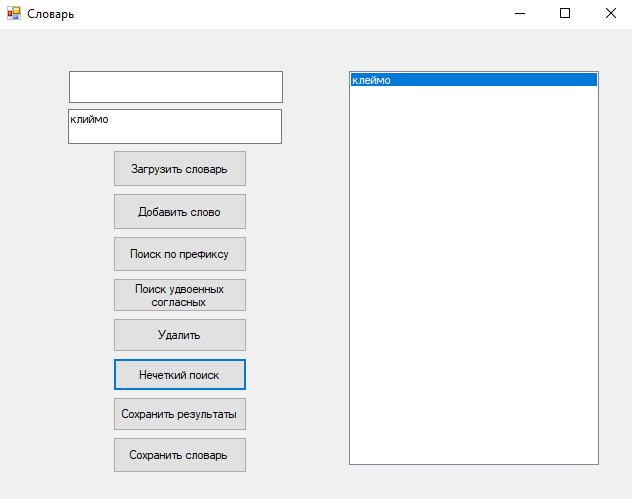 Словарь
клиймо
Загрузить словарь
Добавить слово
Поиск по префиксу
Поиск удвоенных
согласных
Удалить
Нечеткий поиск
Сохранить результаты
Сохранить словарь
клеймо